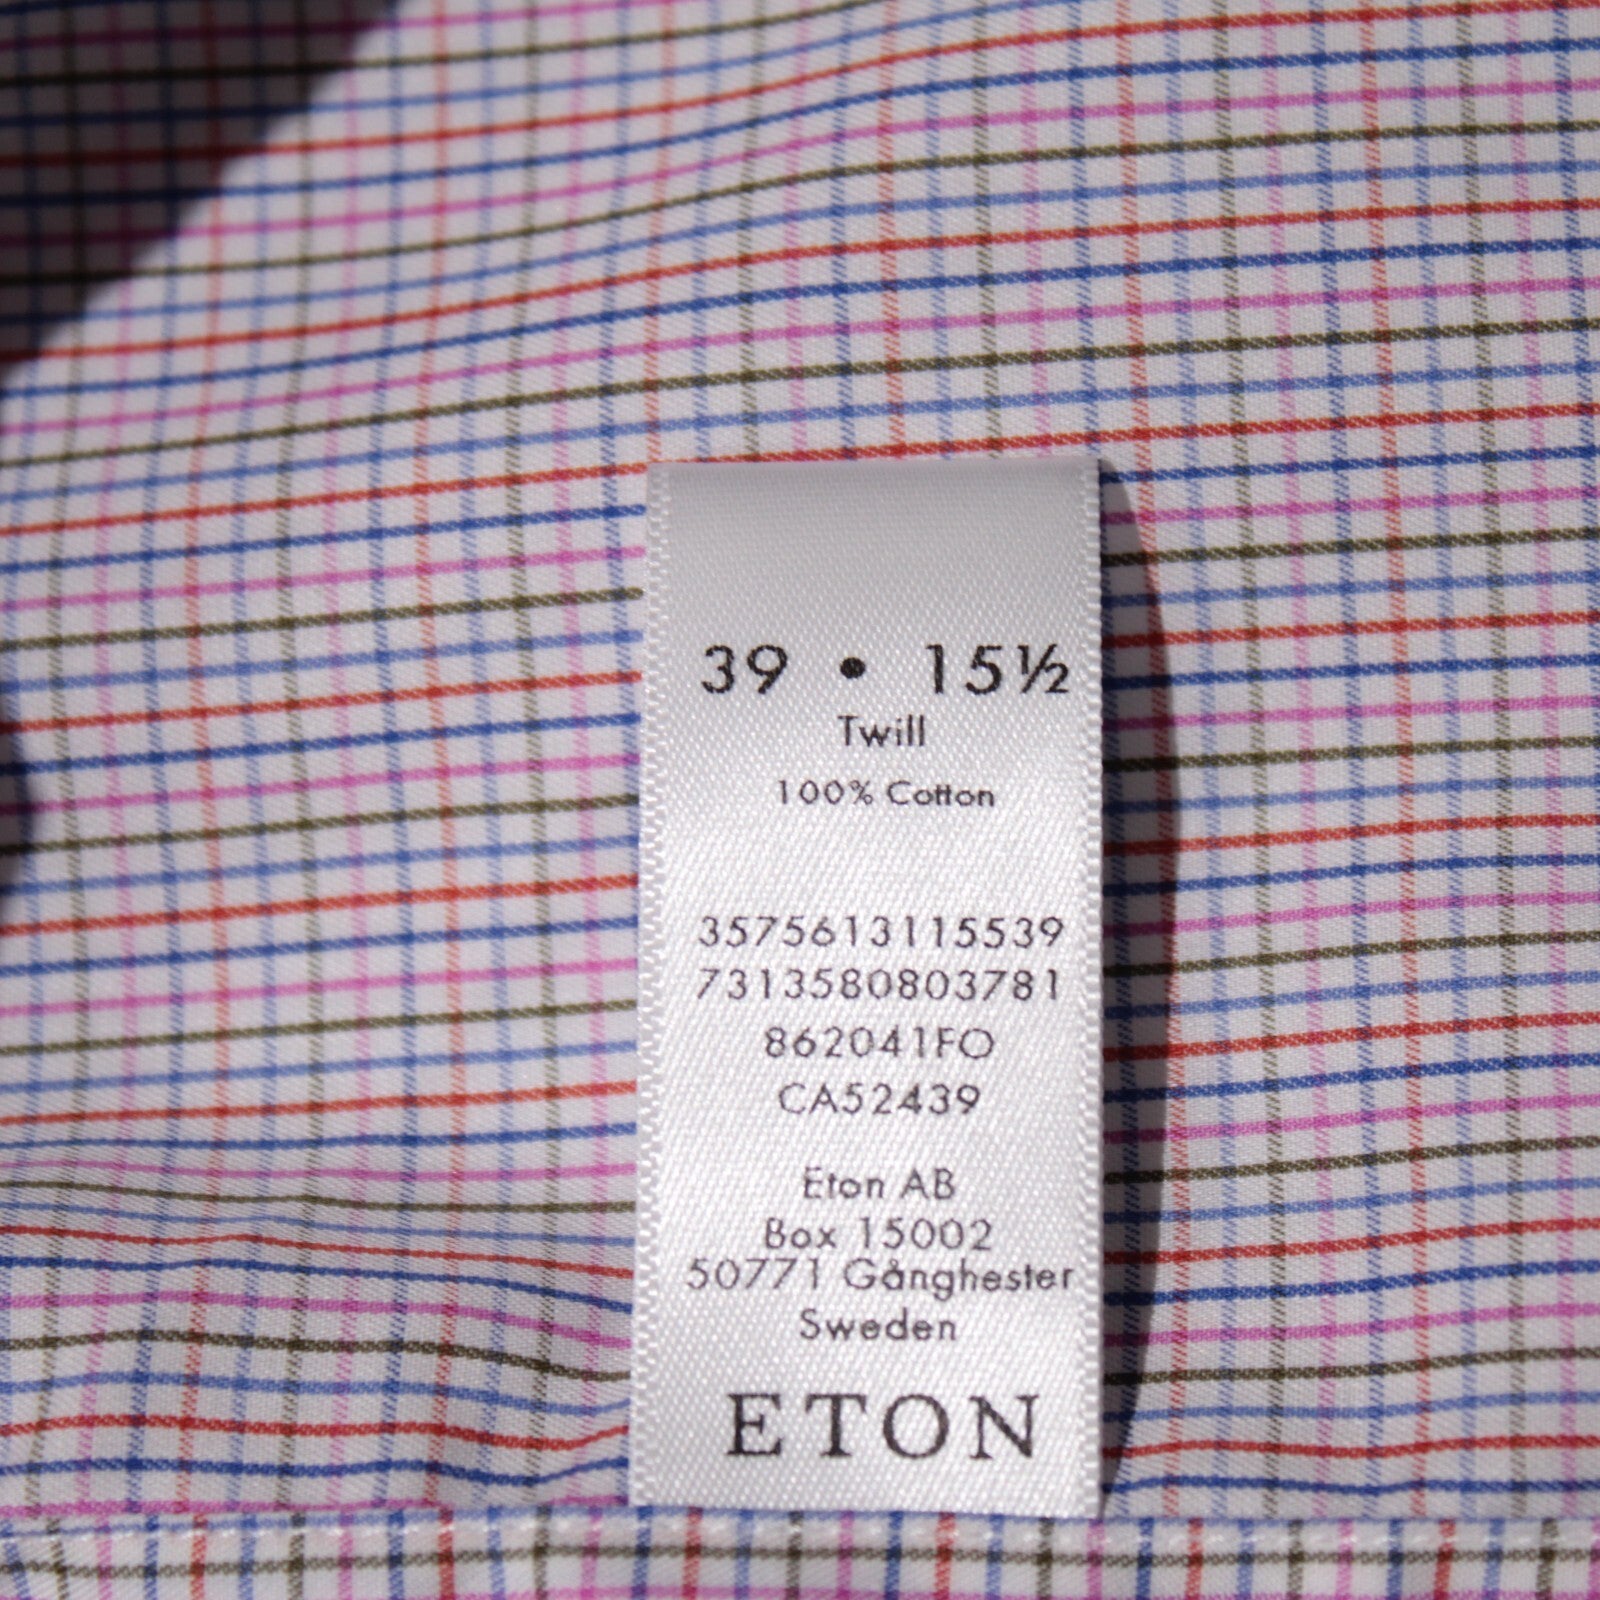 39 • 15½
Twill
100% Cotton
3575613115539
7313580803781
862041FO
CA52439
Eton AB
Box 15002
50771 Gånghester
Sweden
ETON